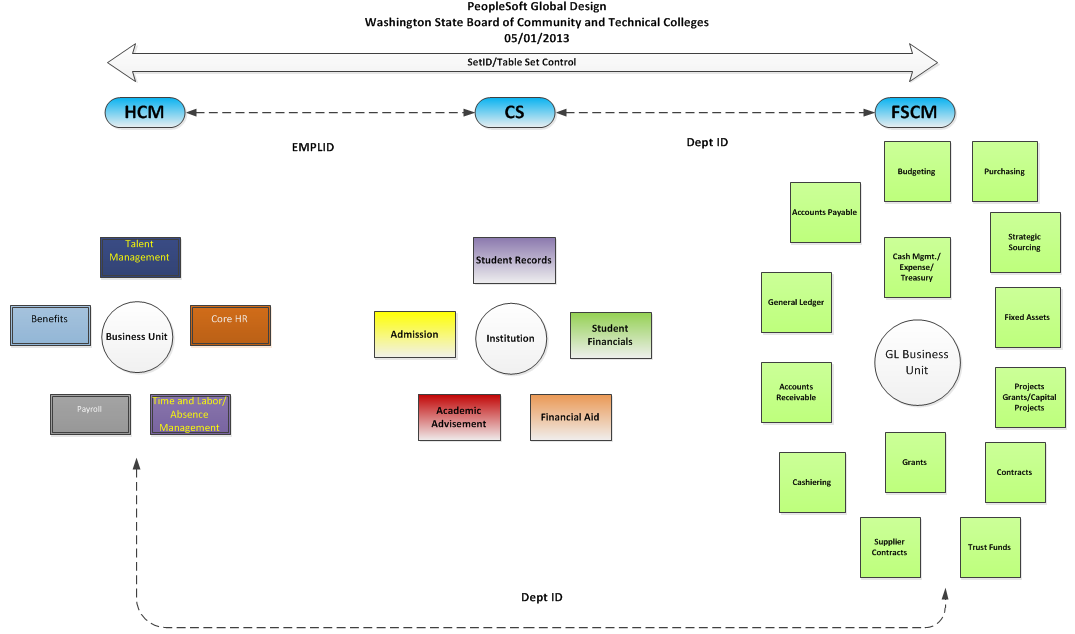 PeopleSoft Global Design
Washington State Board of Community and Technical Colleges
05/01/2013
SetID/Table Set Control
HCM
CS
FSCM
EMPLID
Dept ID
Talent
Management
Benefits
Business Unit
Core HR
Payroll
Time and Labor/
Absence
Management
Student Records
Admission
Institution
Student
Financials
Academic
Advisement
Financial Aid
Budgeting
Purchasing
Accounts Payable
Strategic
Sourcing
Cash Mgmt./
Expense/
Treasury
General Ledger
Fixed Assets
GL Business
Unit
Accounts
Receivable
Projects
Grants/Capital
Projects
Grants
Contracts
Cashiering
Supplier
Contracts
Trust Funds
Dept ID